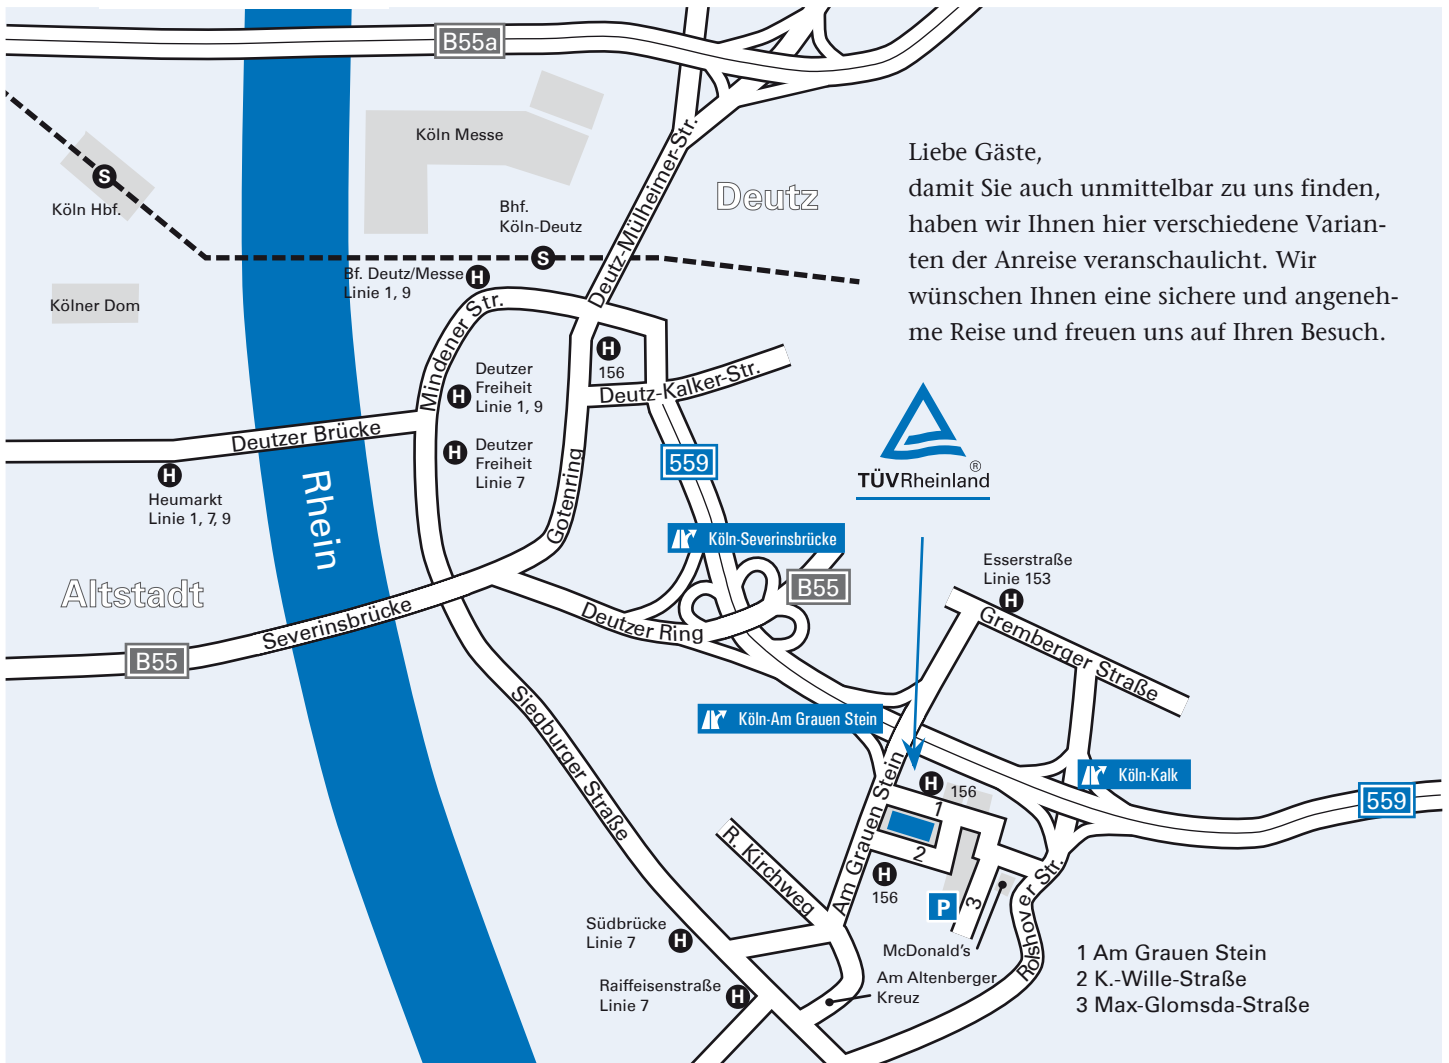 B55a
Köln Messe
S
Köln Hbf.
Bhf.
Köln-Deutz
S
Deutz
Deutz-Mülheimer-Str.
Liebe Gäste,
damit Sie auch unmittelbar zu uns finden,
haben wir Ihnen hier verschiedene Varian-
ten der Anreise veranschaulicht. Wir
wünschen Ihnen eine sichere und angeneh-
me Reise und freuen uns auf Ihren Besuch.
Bf. Deutz/Messe
Linie 1, 9
H
Kölner Dom
Mindener Str.
H
156
Deutzer
Freiheit
Linie 1, 9
H
Deutz-Kalker-Str.
Deutzer Brücke
H
Deutzer
Freiheit
Linie 7
559
TÜVRheinland
®
H
Heumarkt
Linie 1, 7, 9
Rhein
Gotenring
Köln-Severinsbrücke
B55
Esserstraße
Linie 153
H
Altstadt
Severinsbrücke
Deutzer Ring
Gremberger Straße
B55
Siegburger Straße
Köln-Am Grauen Stein
Köln-Kalk
559
Am Grauen Stein
H
156
1
2
3
R. Kirchweg
H
156
P
Rolshover Str.
Südbrücke
Linie 7
H
McDonald's
Am Altenberger
Kreuz
Raiffeisenstraße
Linie 7
H
1 Am Grauen Stein
2 K.-Wille-Straße
3 Max-Glomsda-Straße